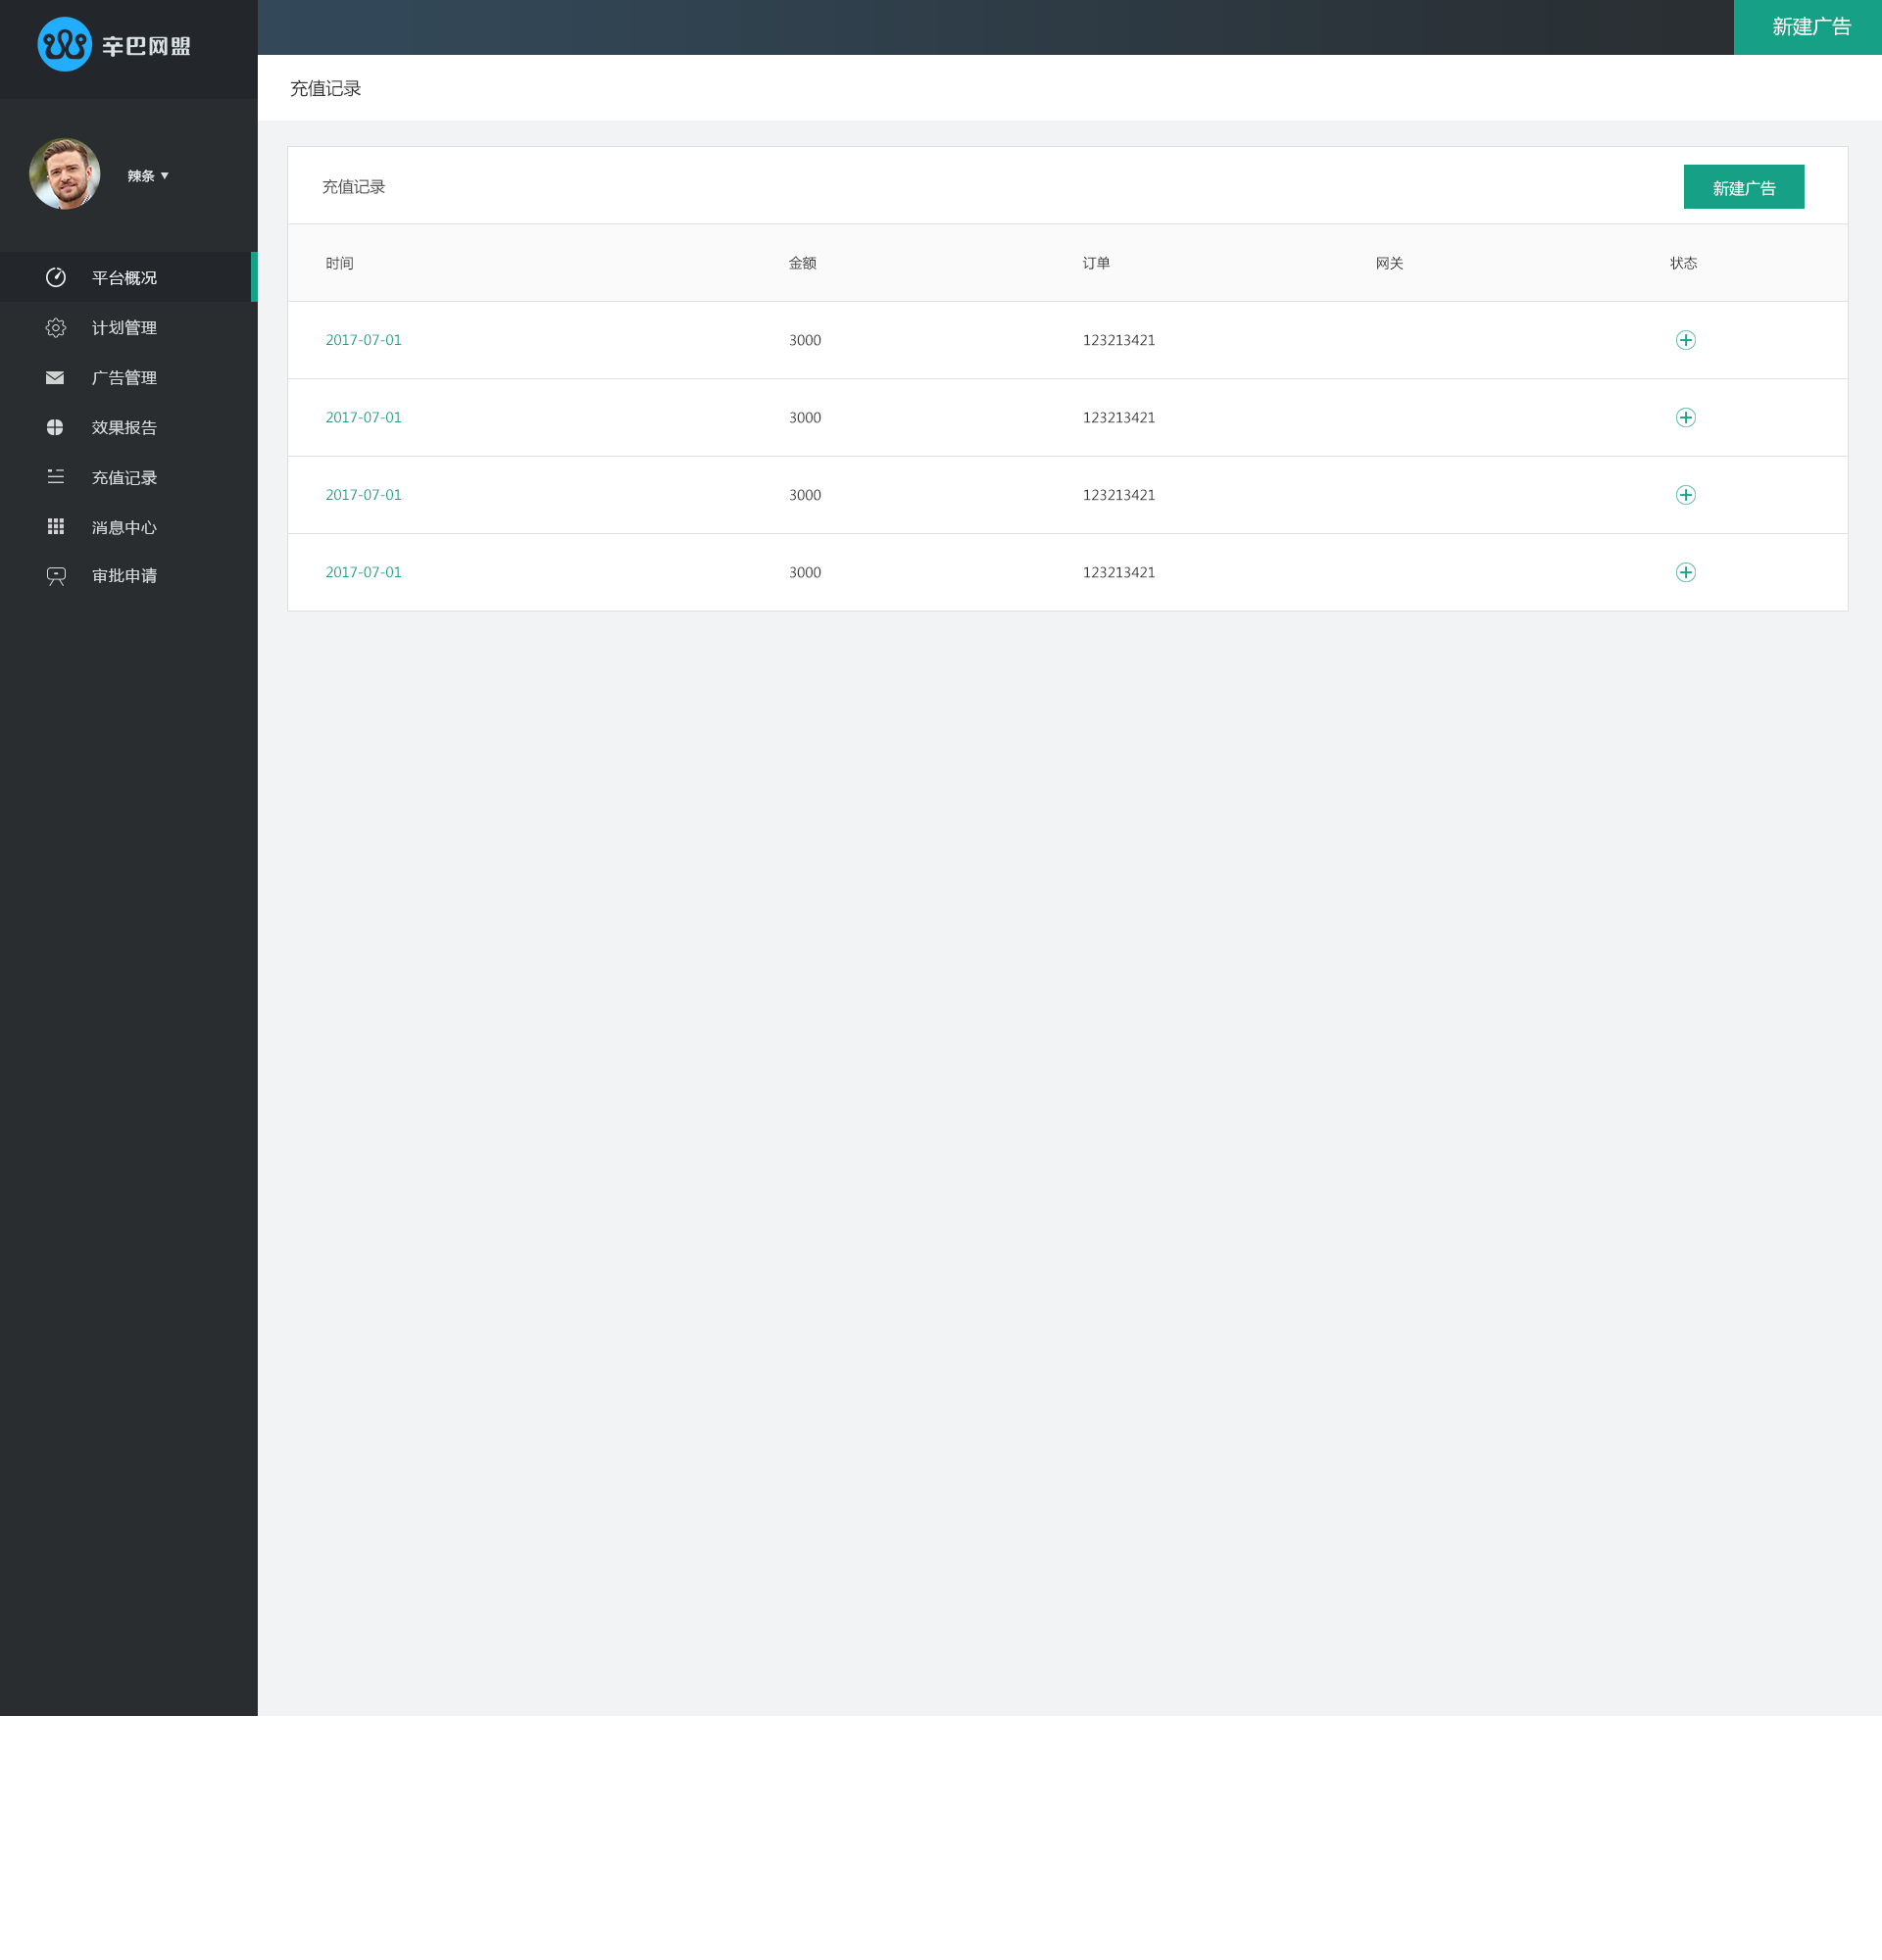 辛巴网盟
新建广告
充值记录
辣条
平台概况
计划管理
广告管理
效果报告
充值记录
消息中心
审批申请
充值记录
新建广告
时间 金额 订单 网关 状态
2017-07-01 3000 123213421
2017-07-01 3000 123213421
2017-07-01 3000 123213421
2017-07-01 3000 123213421